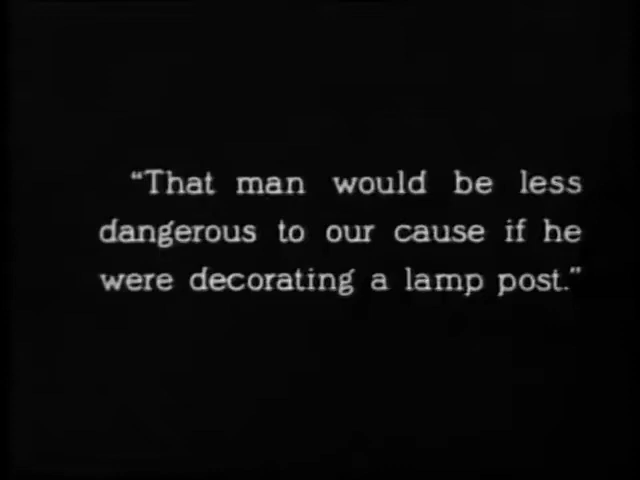 “That man would be less
dangerous to our cause if he
were decorating a lamp post.”